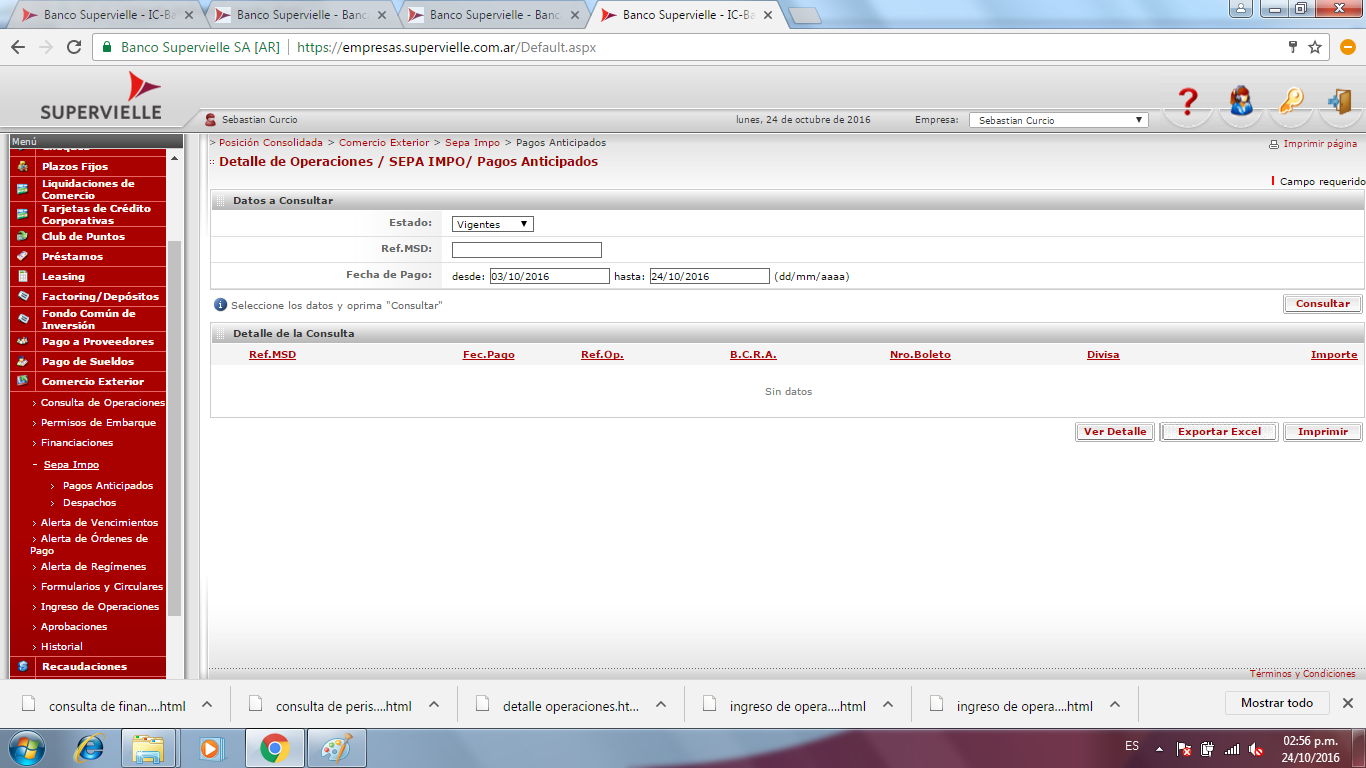 Banco Supervielle - IC-Ba
Banco Supervielle - Banc
Banco Supervielle - Banc
Banco Supervielle - IC-Ba
Banco Supervielle SA [AR] https://empresas.supervielle.com.ar/Default.aspx
SUPERVIELLE
Sebastian Curcio lunes, 24 de octubre de 2016 Empresa: Sebastian Curcio
Menú
Plazos Fijos
Liquidaciones de
Comercio
Tarjetas de Crédito
Corporativas
Club de Puntos
Préstamos
Leasing
Factoring/Depósitos
Fondo Común de
Inversión
Pago a Proveedores
Pago de Sueldos
Comercio Exterior
> Consulta de Operaciones
> Permisos de Embarque
> Financiaciones
- Sepa Impo
> Pagos Anticipados
> Despachos
> Alerta de Vencimientos
> Alerta de Órdenes de
Pago
> Alerta de Regímenes
> Formularios y Circulares
> Ingreso de Operaciones
> Aprobaciones
> Historial
Recaudaciones
> Posición Consolidada > Comercio Exterior > Sepa Impo > Pagos Anticipados
Imprimir página
Detalle de Operaciones / SEPA IMPO/ Pagos Anticipados
Campo requerido
Datos a Consultar
Estado: Vigentes
Ref.MSD:
Fecha de Pago: desde: 03/10/2016 hasta: 24/10/2016 (dd/mm/aaaa)
Seleccione los datos y oprima "Consultar"
Consultar
Detalle de la Consulta
Ref.MSD Fec.Pago Ref.Op. B.C.R.A. Nro.Boleto Divisa Importe
Sin datos
Ver Detalle Exportar Excel Imprimir
Términos y Condiciones
consulta de finan....html
consulta de peris....html
detalle operaciones.ht...
ingreso de opera....html
ingreso de opera....html
Mostrar todo
ES
02:56 p.m.
24/10/2016